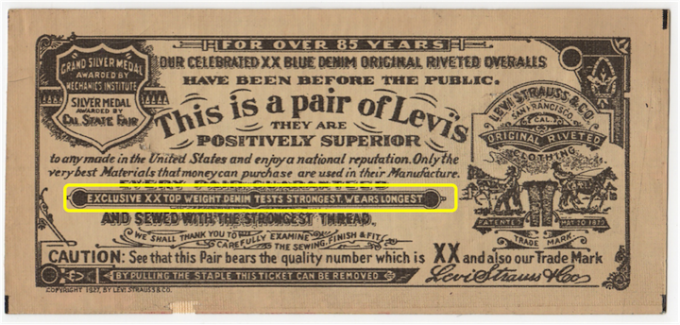 FOR OVER 85 YEARS
GRAND SILVER MEDAL
AWARDED BY
MECHANICS INSTITUTE
SILVER MEDAL
AWARDED BY
CAL STATE FAIR
OUR CELEBRATED XX BLUE DENIM ORIGINAL RIVETED OVERALLS
HAVE BEEN BEFORE THE PUBLIC.
This is a pair of Levi's
THEY ARE
POSITIVELY SUPERIOR
to any made in the United States and enjoy a national reputation. Only the
very best Materials that money can purchase are used in their Manufacture.
EVERY PAIR GUARANTEED
EXCLUSIVE XX TOP WEIGHT DENIM TESTS STRONGEST, WEARS LONGEST
AND SEWED WITH THE STRONGEST THREAD.
WE SHALL THANK YOU TO
CAREFULLY EXAMINE
THE SEWING, FINISH & FIT
CAUTION: See that this Pair bears the quality number which is XX and also our Trade Mark
BY PULLING THE STAPLE THIS TICKET CAN BE REMOVED
Levi Strauss & Co
COPYRIGHT 1927, BY LEVI STRAUSS & CO.
LEVI STRAUSS & CO.
SAN FRANCISCO,
CAL.
ORIGINAL RIVETED
CLOTHING
PATENTED
MAY 20 1873
TRADE MARK